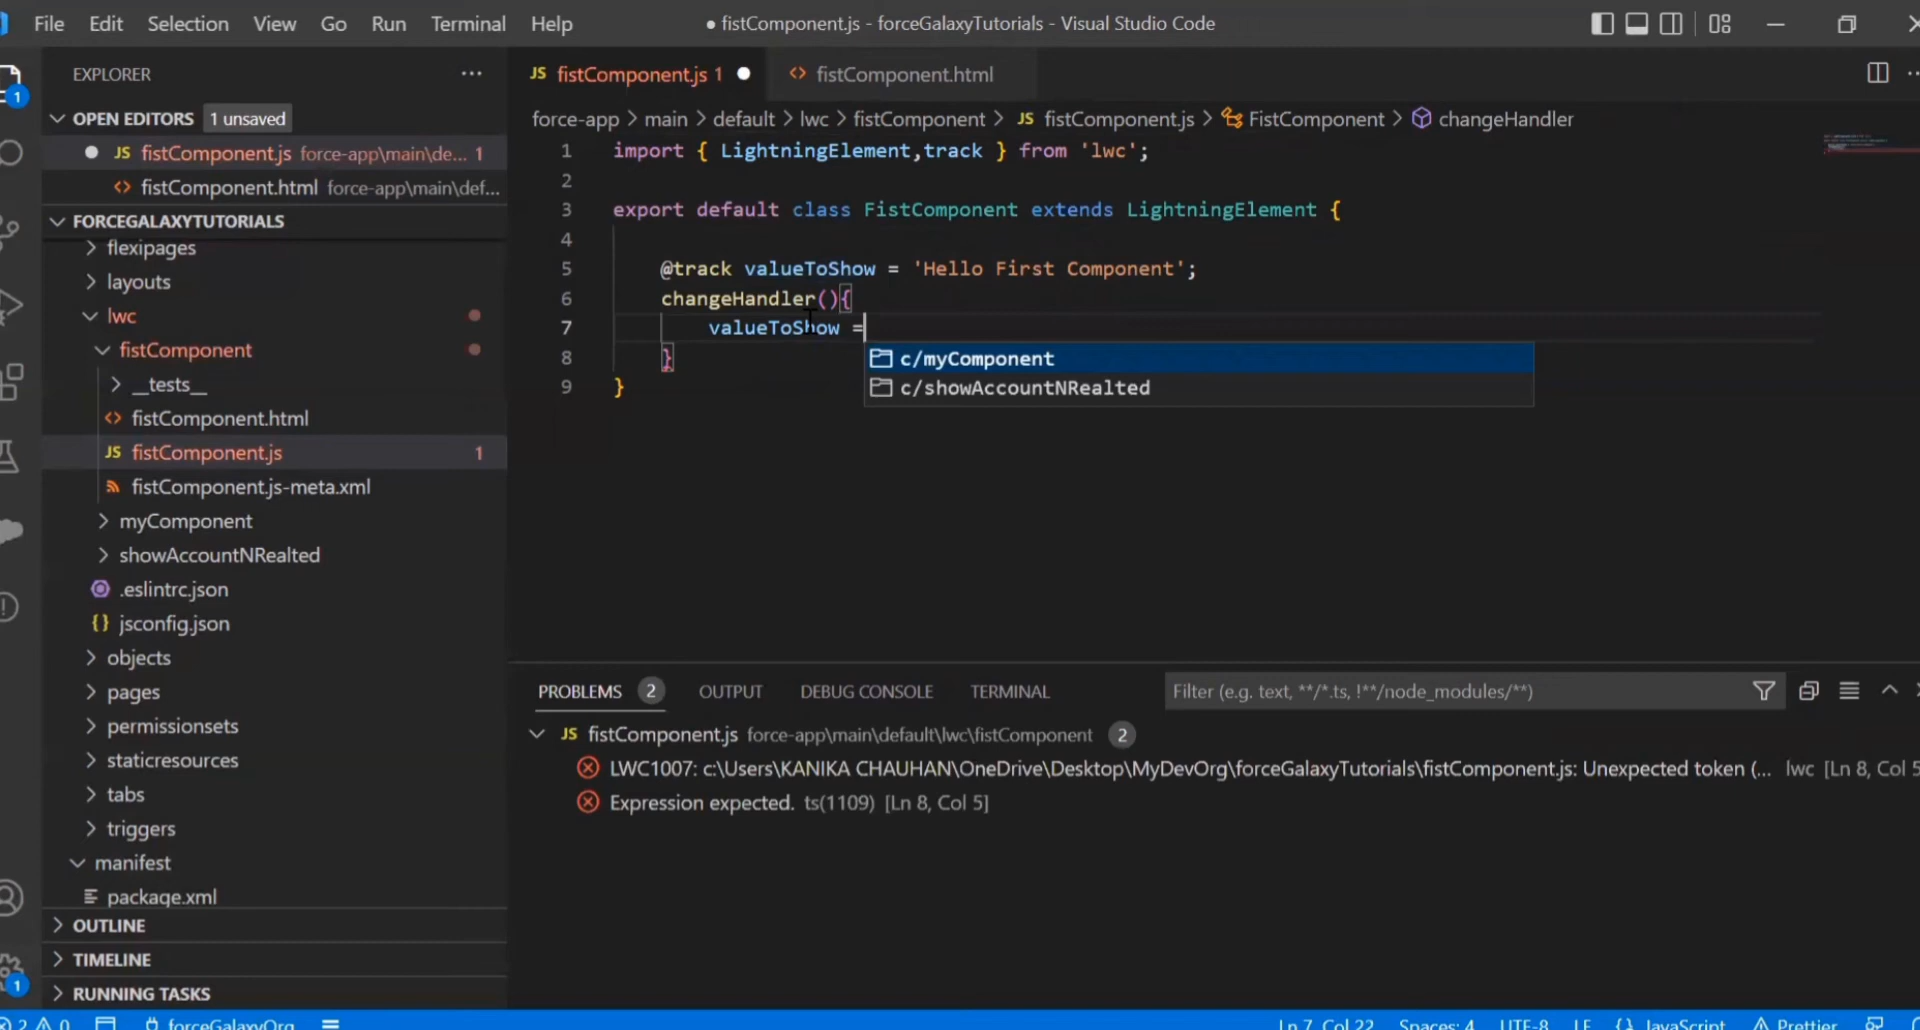 File Edit Selection View Go Run Terminal Help ● fistComponent.js - forceGalaxyTutorials - Visual Studio Code
EXPLORER ...
JS fistComponent.js 1 ● <> fistComponent.html
OPEN EDITORS 1 unsaved
force-app > main > default > lwc > fistComponent > JS fistComponent.js > FistComponent > changeHandler
● JS fistComponent.js force-app\main\de... 1
<> fistComponent.html force-app\main\def...
1 import { LightningElement,track } from 'lwc';
2
3 export default class FistComponent extends LightningElement {
4
5 @track valueToShow = 'Hello First Component';
6 changeHandler(){
7 valueToShow =
8 }
9 }
c/myComponent
c/showAccountNRealted
FORCEGALAXYTUTORIALS
flexipages
layouts
lwc
fistComponent
__tests__
<> fistComponent.html
JS fistComponent.js 1
fistComponent.js-meta.xml
myComponent
showAccountNRealted
.eslintrc.json
{} jsconfig.json
objects
pages
permissionsets
staticresources
tabs
triggers
manifest
package.xml
OUTLINE
TIMELINE
RUNNING TASKS
1
1
PROBLEMS 2 OUTPUT DEBUG CONSOLE TERMINAL Filter (e.g. text, **/*.ts, !**/node_modules/**)
JS fistComponent.js force-app\main\default\lwc\fistComponent 2
LWC1007: c:\Users\KANIKA CHAUHAN\OneDrive\Desktop\MyDevOrg\forceGalaxyTutorials\fistComponent.js: Unexpected token (... lwc [Ln 8, Col 5
Expression expected. ts(1109) [Ln 8, Col 5]
2 0 forceGalaxyOrg Ln 7, Col 22 Spaces: 4 UTF-8 LF {} JavaScript Prettier